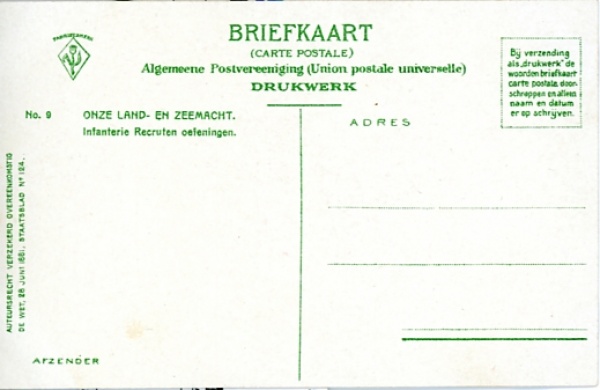 BRIEFKAART
(CARTE POSTALE)
Algemeene Postvereeniging (Union postale universelle)
DRUKWERK
Bÿ verzending
als „drukwerk" de
woorden briefkaart
carte postale door-
schrappen en alleen
naam en datum
er op schrÿven.
No. 9 ONZE LAND- EN ZEEMACHT.
Infanterie Recruten oefeningen.
ADRES
AUTEURSRECHT VERZEKERD OVEREENKOMSTIG
DE WET, 28 JUNI 1881, STAATSBLAD No 124.
AFZENDER